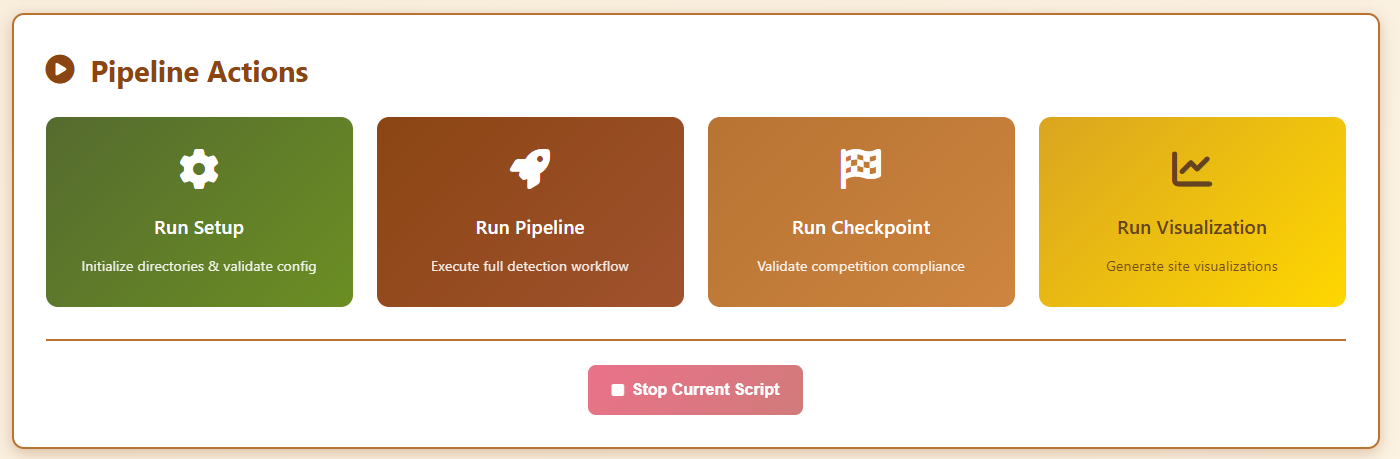 Pipeline Actions
Run Setup
Initialize directories & validate config
Run Pipeline
Execute full detection workflow
Run Checkpoint
Validate competition compliance
Run Visualization
Generate site visualizations
Stop Current Script